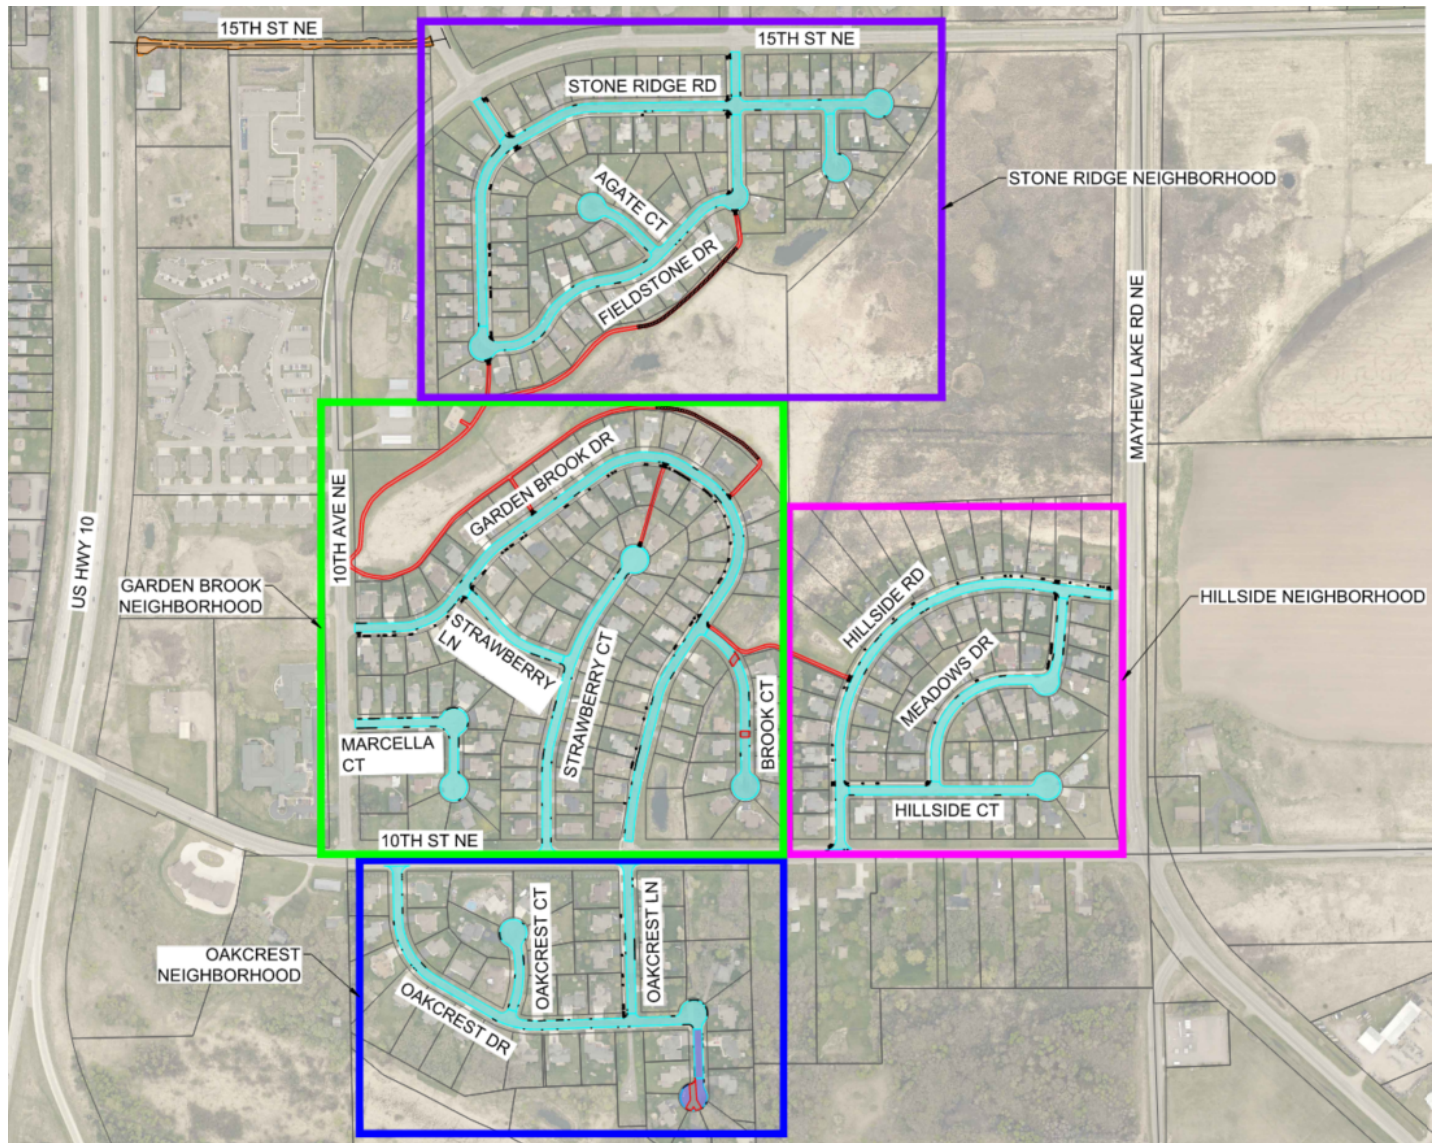 15TH ST NE
15TH ST NE
STONE RIDGE RD
STONE RIDGE NEIGHBORHOOD
AGATE CT
FIELDSTONE DR
MAYHEW LAKE RD NE
GARDEN BROOK DR
10TH AVE NE
US HWY 10
GARDEN BROOK
NEIGHBORHOOD
HILLSIDE RD
HILLSIDE NEIGHBORHOOD
STRAWBERRY
LN
STRAWBERRY CT
MEADOWS DR
BROOK CT
MARCELLA
CT
HILLSIDE CT
10TH ST NE
OAKCREST CT
OAKCREST LN
OAKCREST
NEIGHBORHOOD
OAKCREST DR